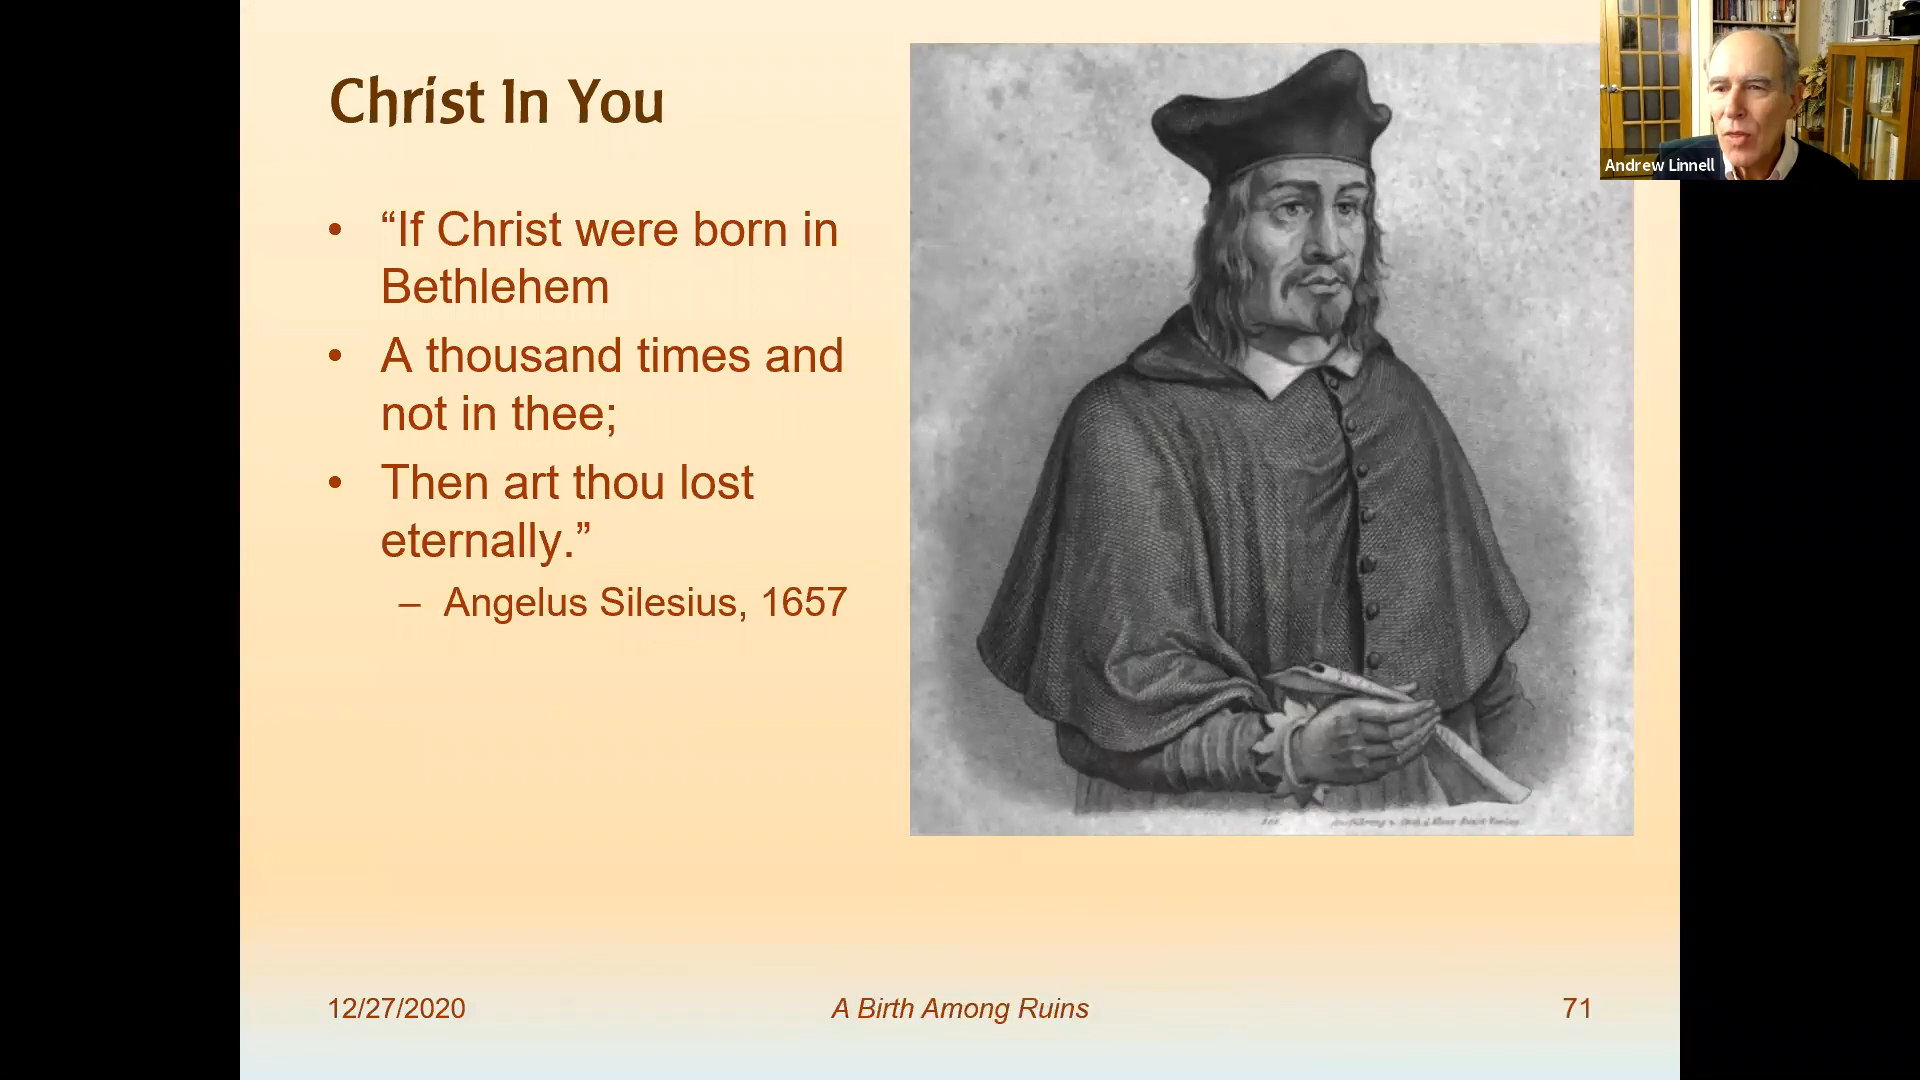 Christ In You
Andrew Linnell
• “If Christ were born in
Bethlehem
• A thousand times and
not in thee;
• Then art thou lost
eternally.”
– Angelus Silesius, 1657
12/27/2020
A Birth Among Ruins
71